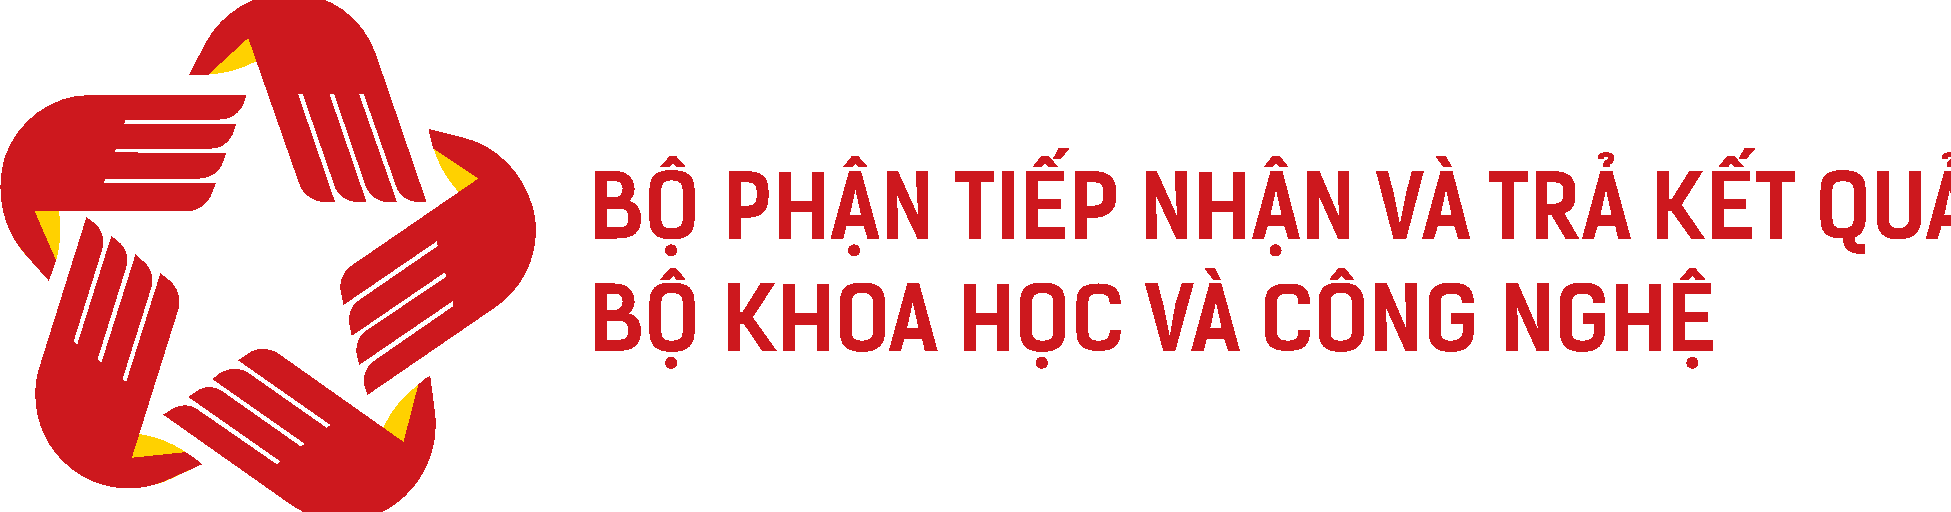 BỘ PHẬN TIẾP NHẬN VÀ TRẢ KẾT QUẢ
BỘ KHOA HỌC VÀ CÔNG NGHỆ